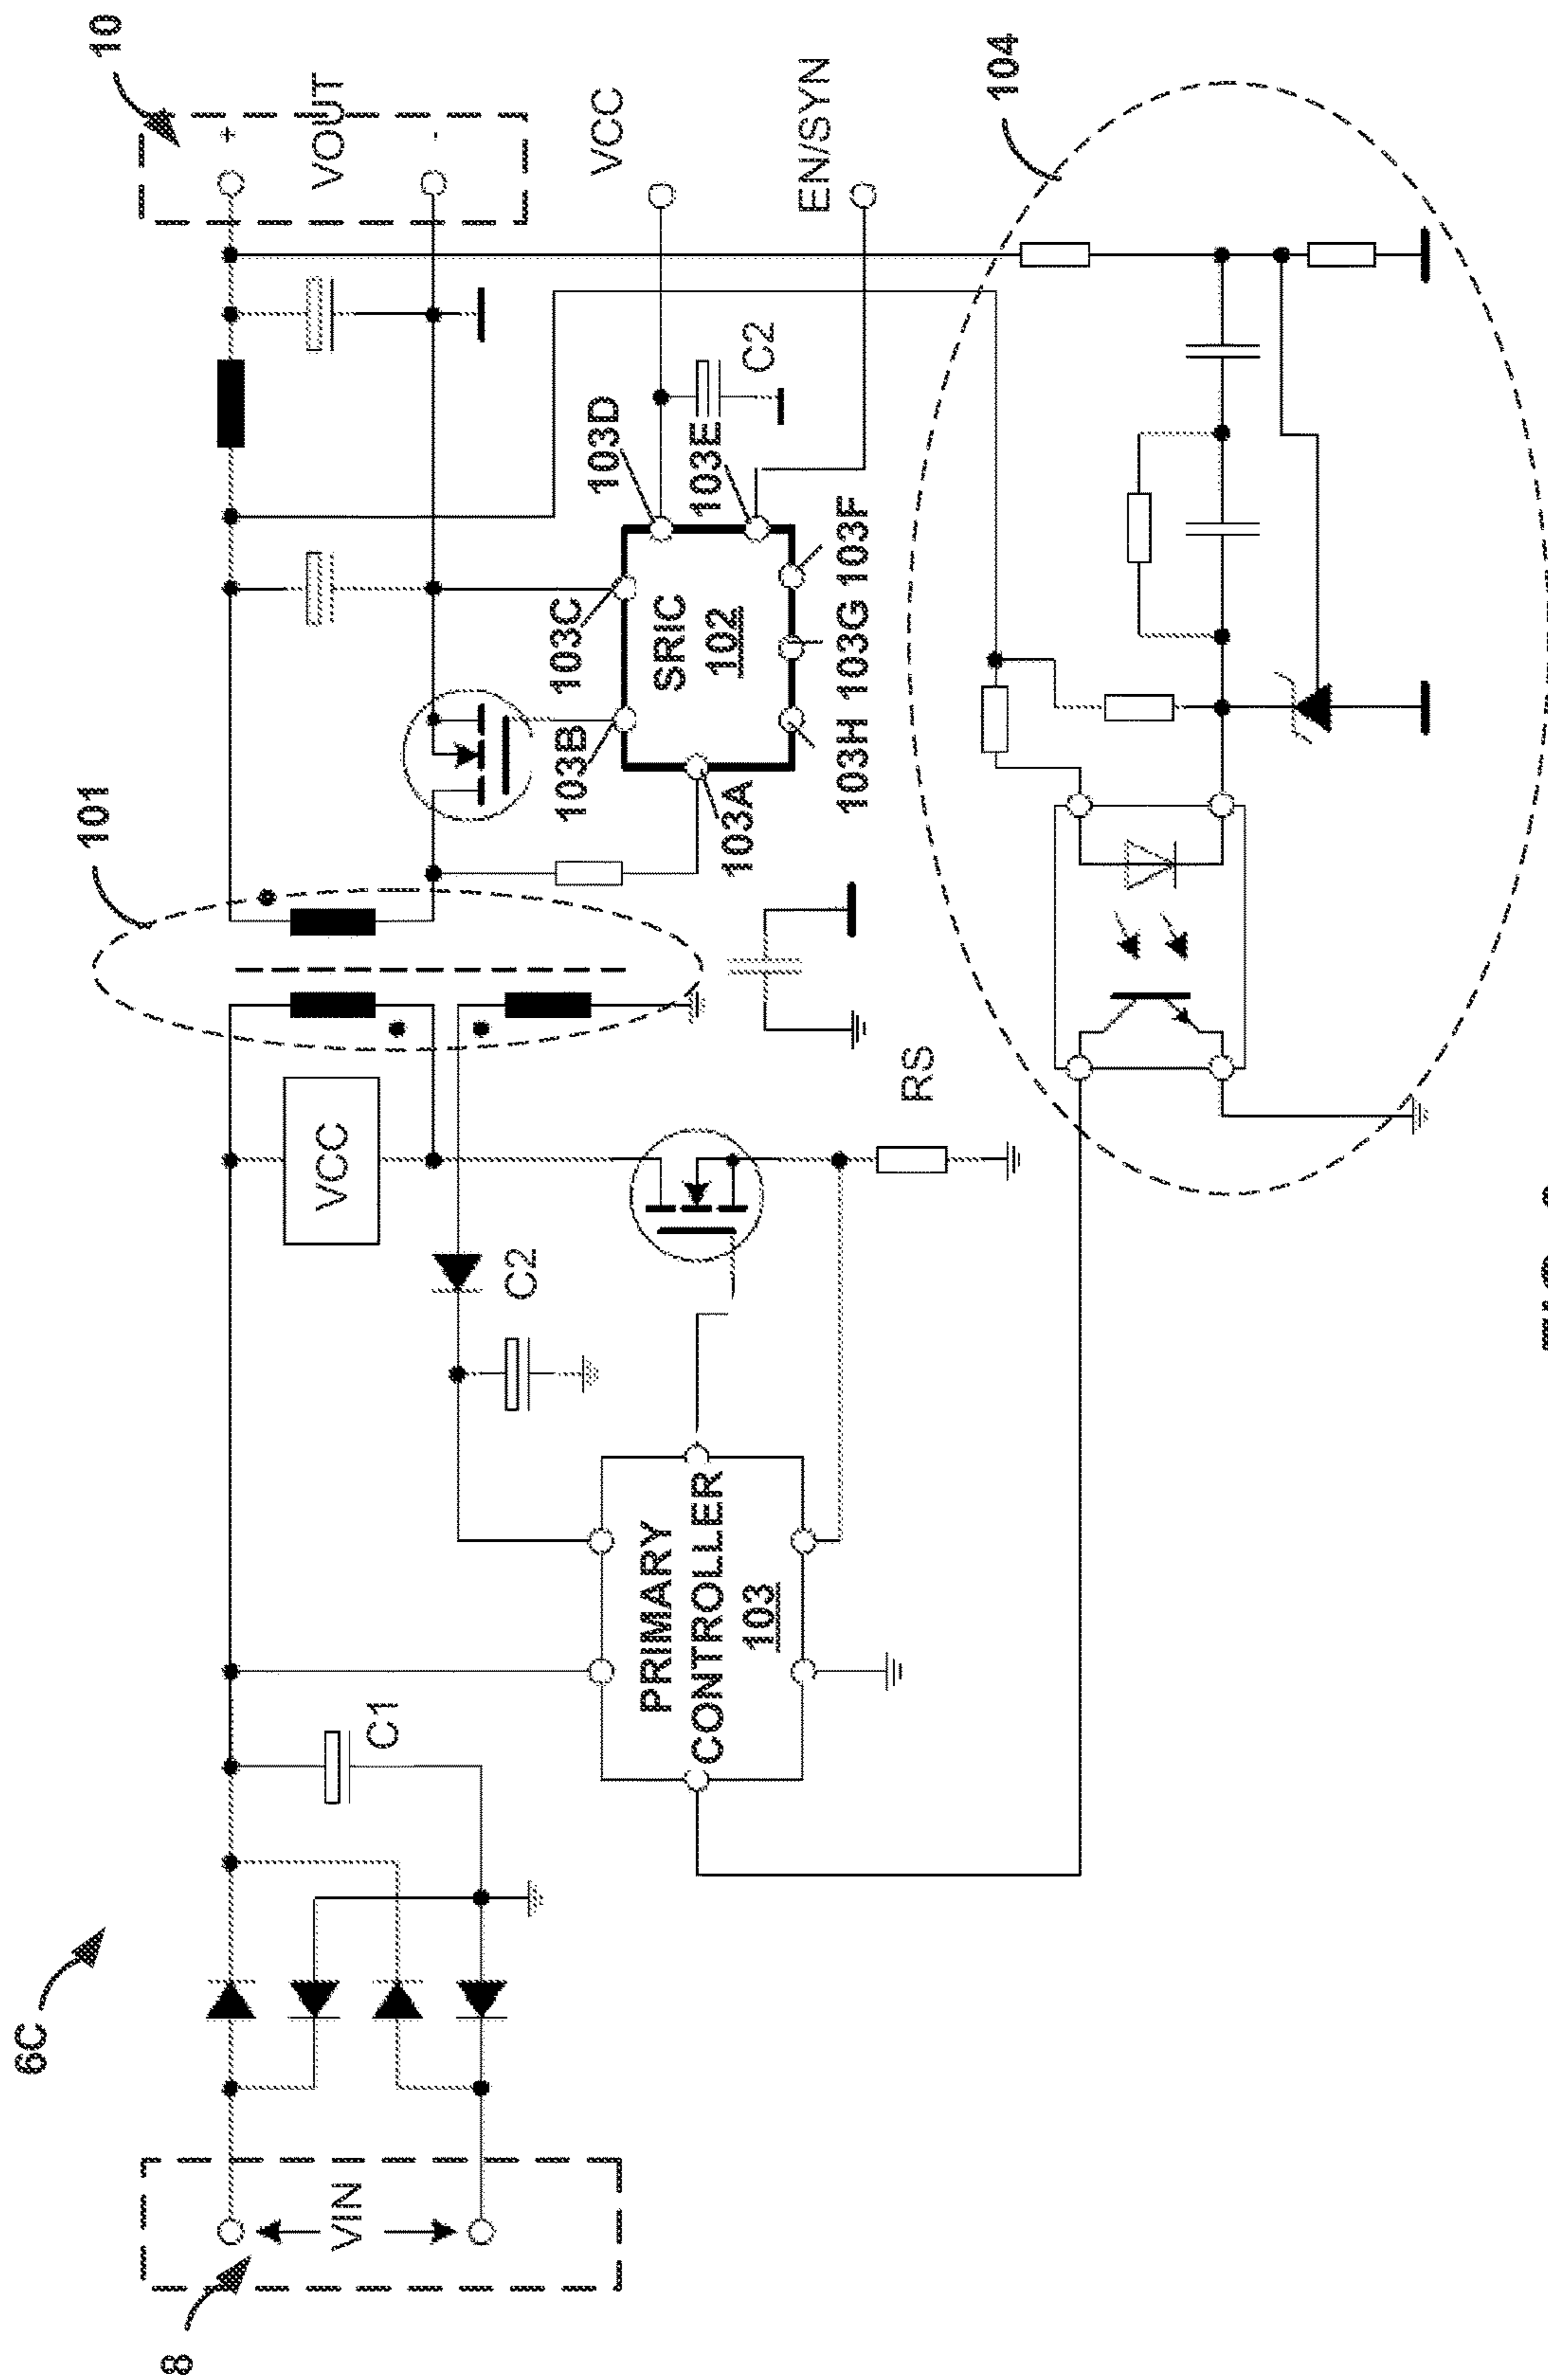 6C
8
VIN
C1
PRIMARY
CONTROLLER
103
C2
VCC
RS
101
103A
103B
103C
SRIC
102
103D
103E
103H 103G 103F
C2
10
+
VOUT
-
VCC
EN/SYN
104